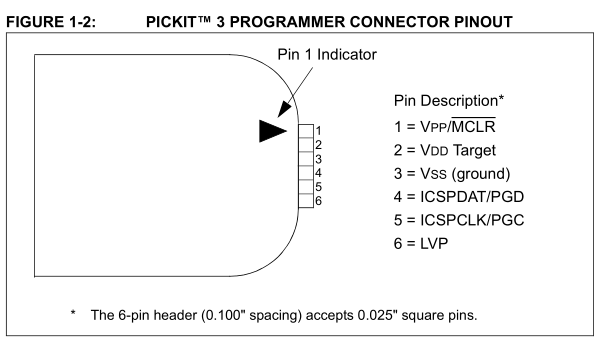 FIGURE 1-2: PICKIT™ 3 PROGRAMMER CONNECTOR PINOUT
Pin 1 Indicator
Pin Description*
1 = VPP/MCLR
2 = VDD Target
3 = VSS (ground)
4 = ICSPDAT/PGD
5 = ICSPCLK/PGC
6 = LVP
1
2
3
4
5
6
* The 6-pin header (0.100" spacing) accepts 0.025" square pins.